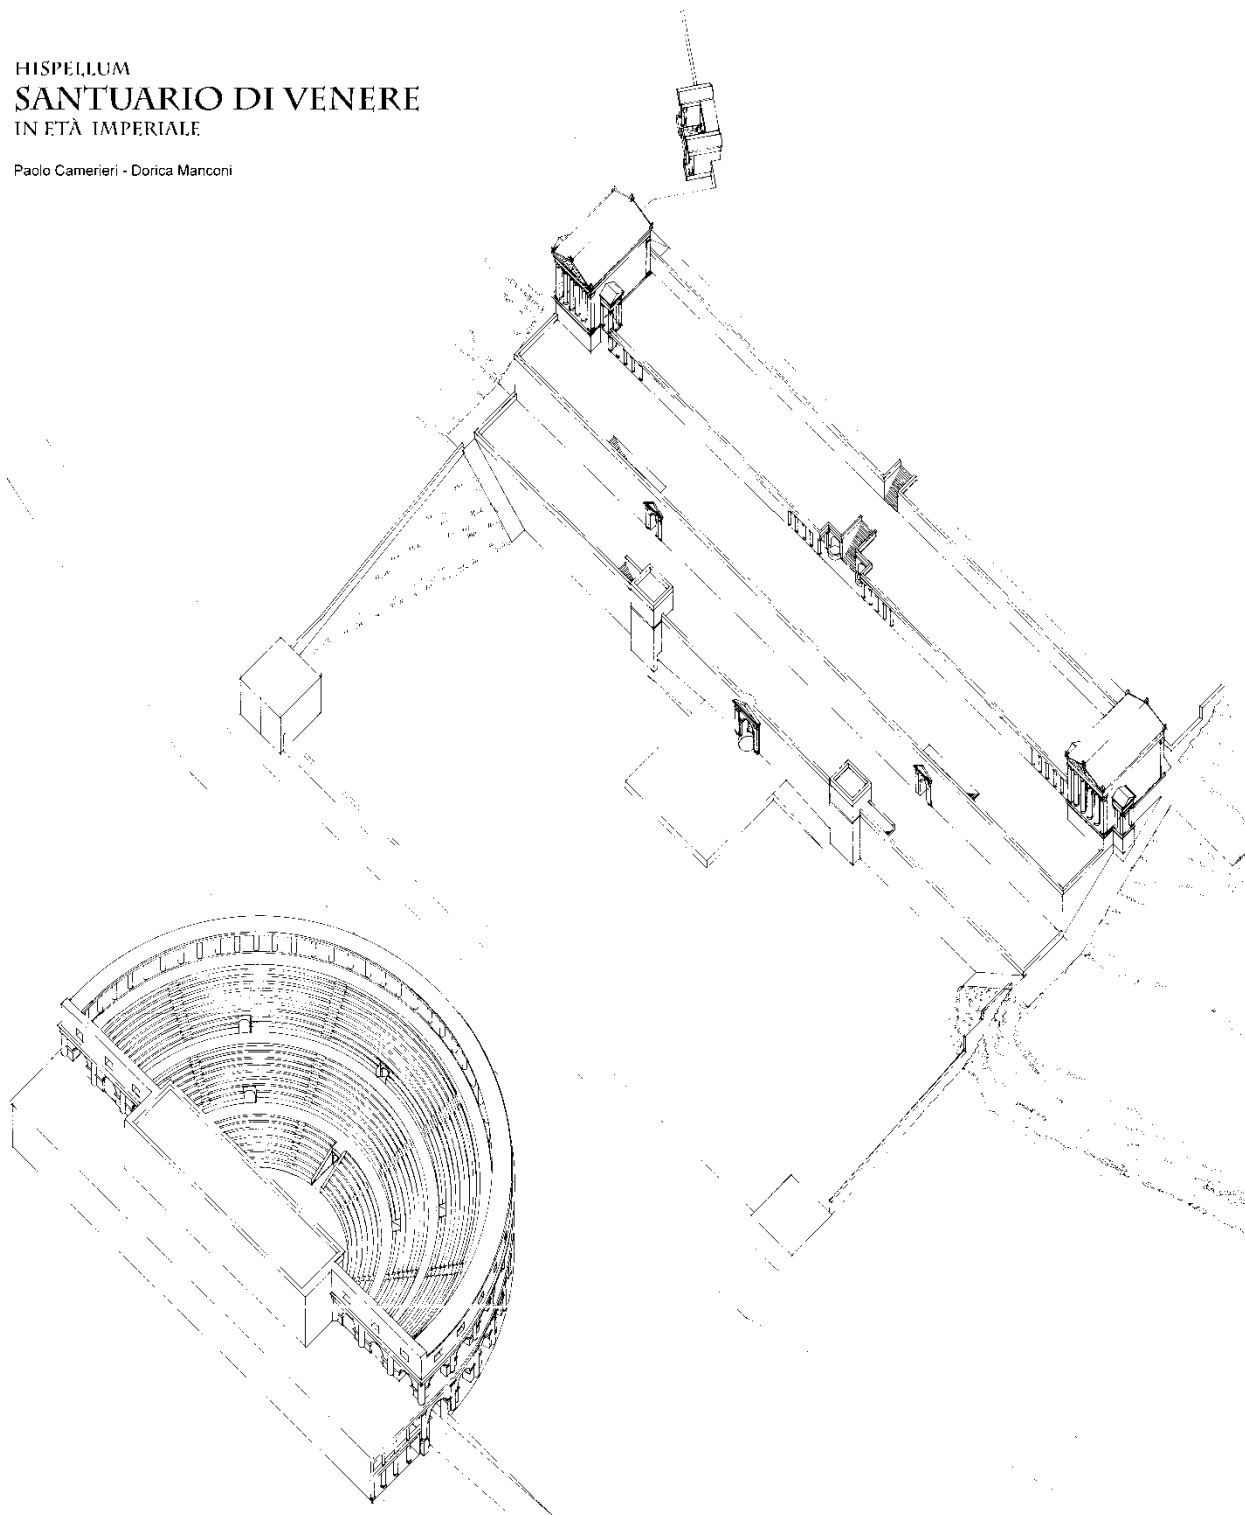 HISPELLUM
SANTUARIO DI VENERE
IN ETÀ IMPERIALE
Paolo Camerieri - Dorica Manconi